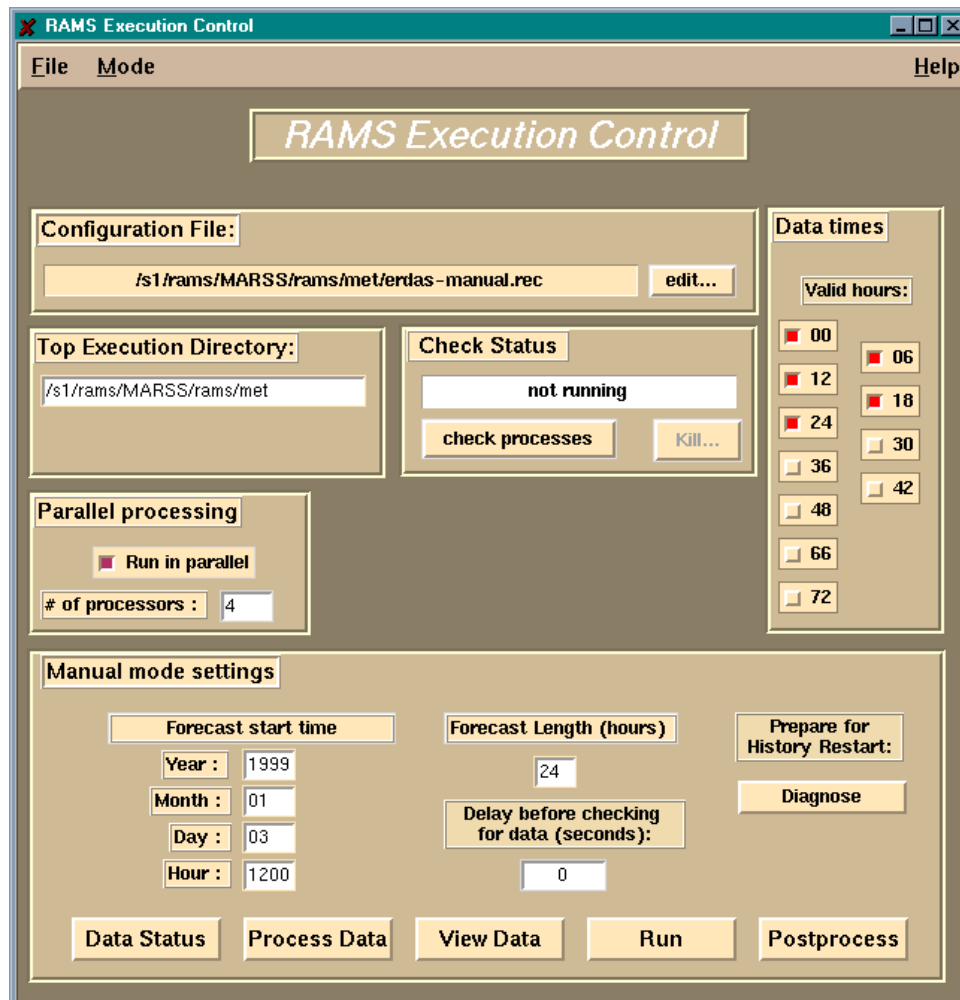 RAMS Execution Control
File Mode Help
RAMS Execution Control
Configuration File:
/s1/rams/MARSS/rams/met/erdas-manual.rec edit...
Top Execution Directory:
/s1/rams/MARSS/rams/met
Check Status
not running
check processes Kill...
Data times
Valid hours:
00
12
24
36
48
66
72
06
18
30
42
Parallel processing
Run in parallel
# of processors : 4
Manual mode settings
Forecast start time
Year : 1999
Month : 01
Day : 03
Hour : 1200
Forecast Length (hours)
24
Delay before checking
for data (seconds):
0
Prepare for
History Restart:
Diagnose
Data Status Process Data View Data Run Postprocess